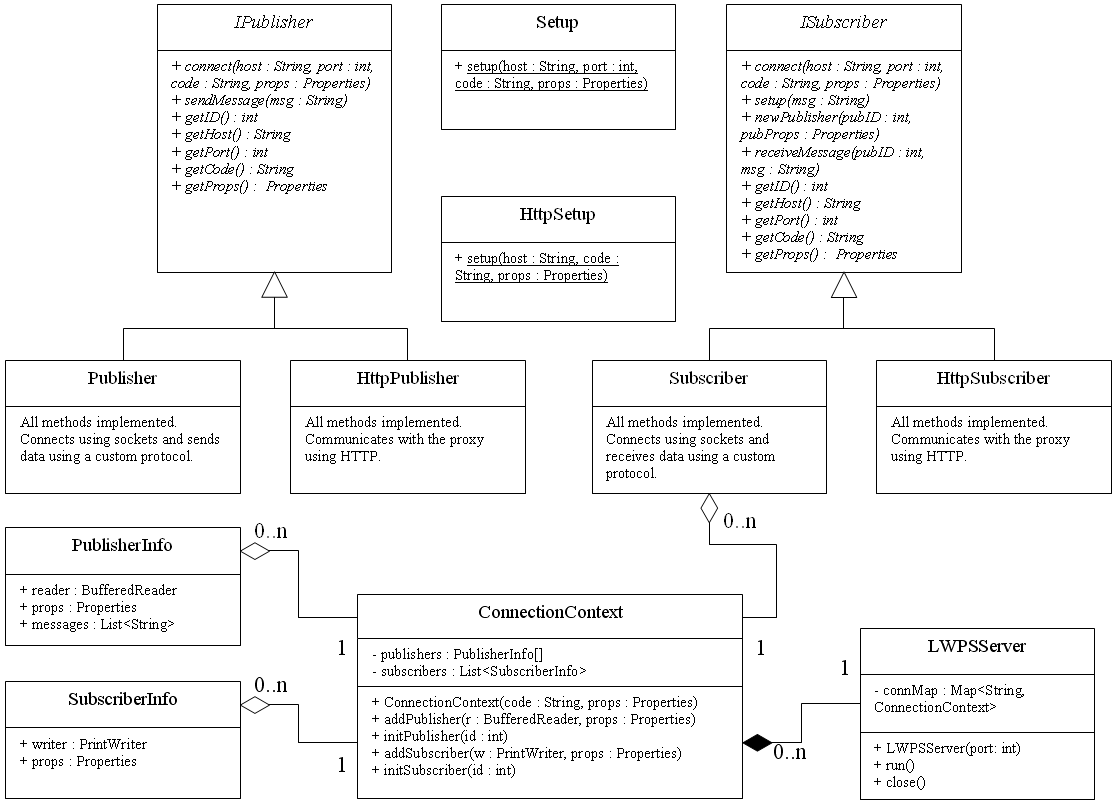 IPublisher
+ connect(host : String, port : int,
code : String, props : Properties)
+ sendMessage(msg : String)
+ getID() : int
+ getHost() : String
+ getPort() : int
+ getCode() : String
+ getProps() : Properties
Setup
+ setup(host : String, port : int,
code : String, props : Properties)
ISubscriber
+ connect(host : String, port : int,
code : String, props : Properties)
+ setup(msg : String)
+ newPublisher(pubID : int,
pubProps : Properties)
+ receiveMessage(pubID : int,
msg : String)
+ getID() : int
+ getHost() : String
+ getPort() : int
+ getCode() : String
+ getProps() : Properties
HttpSetup
+ setup(host : String, code :
String, props : Properties)
Publisher
All methods implemented.
Connects using sockets and sends
data using a custom protocol.
HttpPublisher
All methods implemented.
Communicates with the proxy
using HTTP.
Subscriber
All methods implemented.
Connects using sockets and
receives data using a custom
protocol.
HttpSubscriber
All methods implemented.
Communicates with the proxy
using HTTP.
0..n
0..n
PublisherInfo
+ reader : BufferedReader
+ props : Properties
+ messages : List<String>
1
SubscriberInfo
+ writer : PrintWriter
+ props : Properties
0..n
1
ConnectionContext
- publishers : PublisherInfo[]
- subscribers : List<SubscriberInfo>
+ ConnectionContext(code : String, props : Properties)
+ addPublisher(r : BufferedReader, props : Properties)
+ initPublisher(id : int)
+ addSubscriber(w : PrintWriter, props : Properties)
+ initSubscriber(id : int)
1
1
0..n
LWPSServer
- connMap : Map<String,
ConnectionContext>
+ LWPSServer(port: int)
+ run()
+ close()